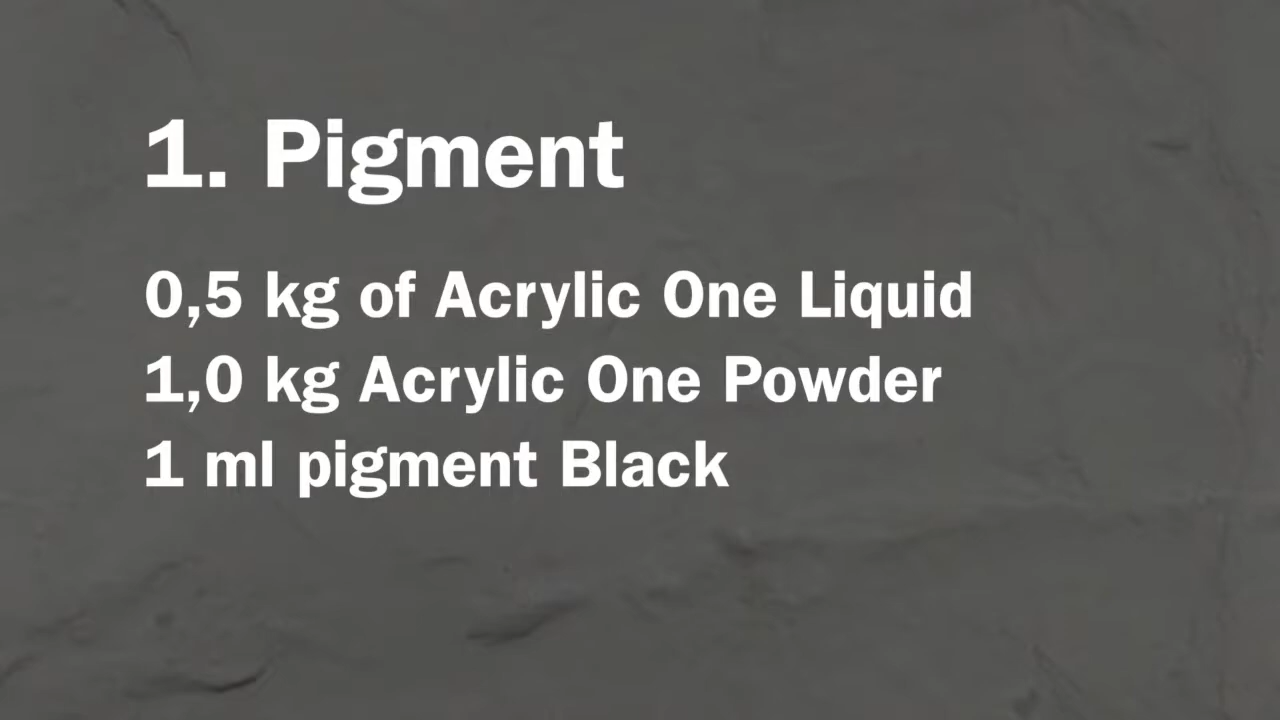 1. Pigment
0,5 kg of Acrylic One Liquid
1,0 kg Acrylic One Powder
1 ml pigment Black